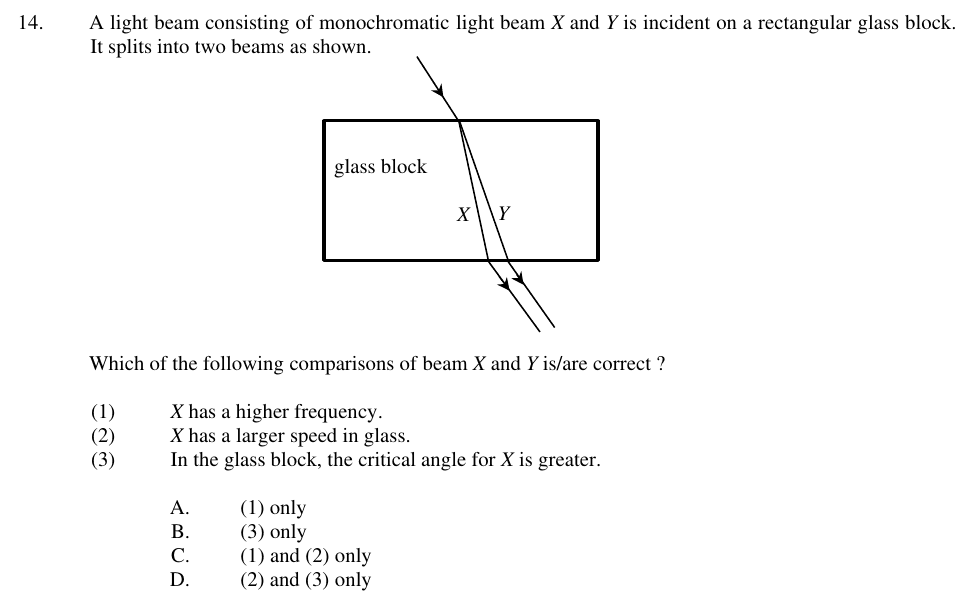 14. A light beam consisting of monochromatic light beam X and Y is incident on a rectangular glass block.
It splits into two beams as shown.
glass block
X Y
Which of the following comparisons of beam X and Y is/are correct ?
(1) X has a higher frequency.
(2) X has a larger speed in glass.
(3) In the glass block, the critical angle for X is greater.
A. (1) only
B. (3) only
C. (1) and (2) only
D. (2) and (3) only